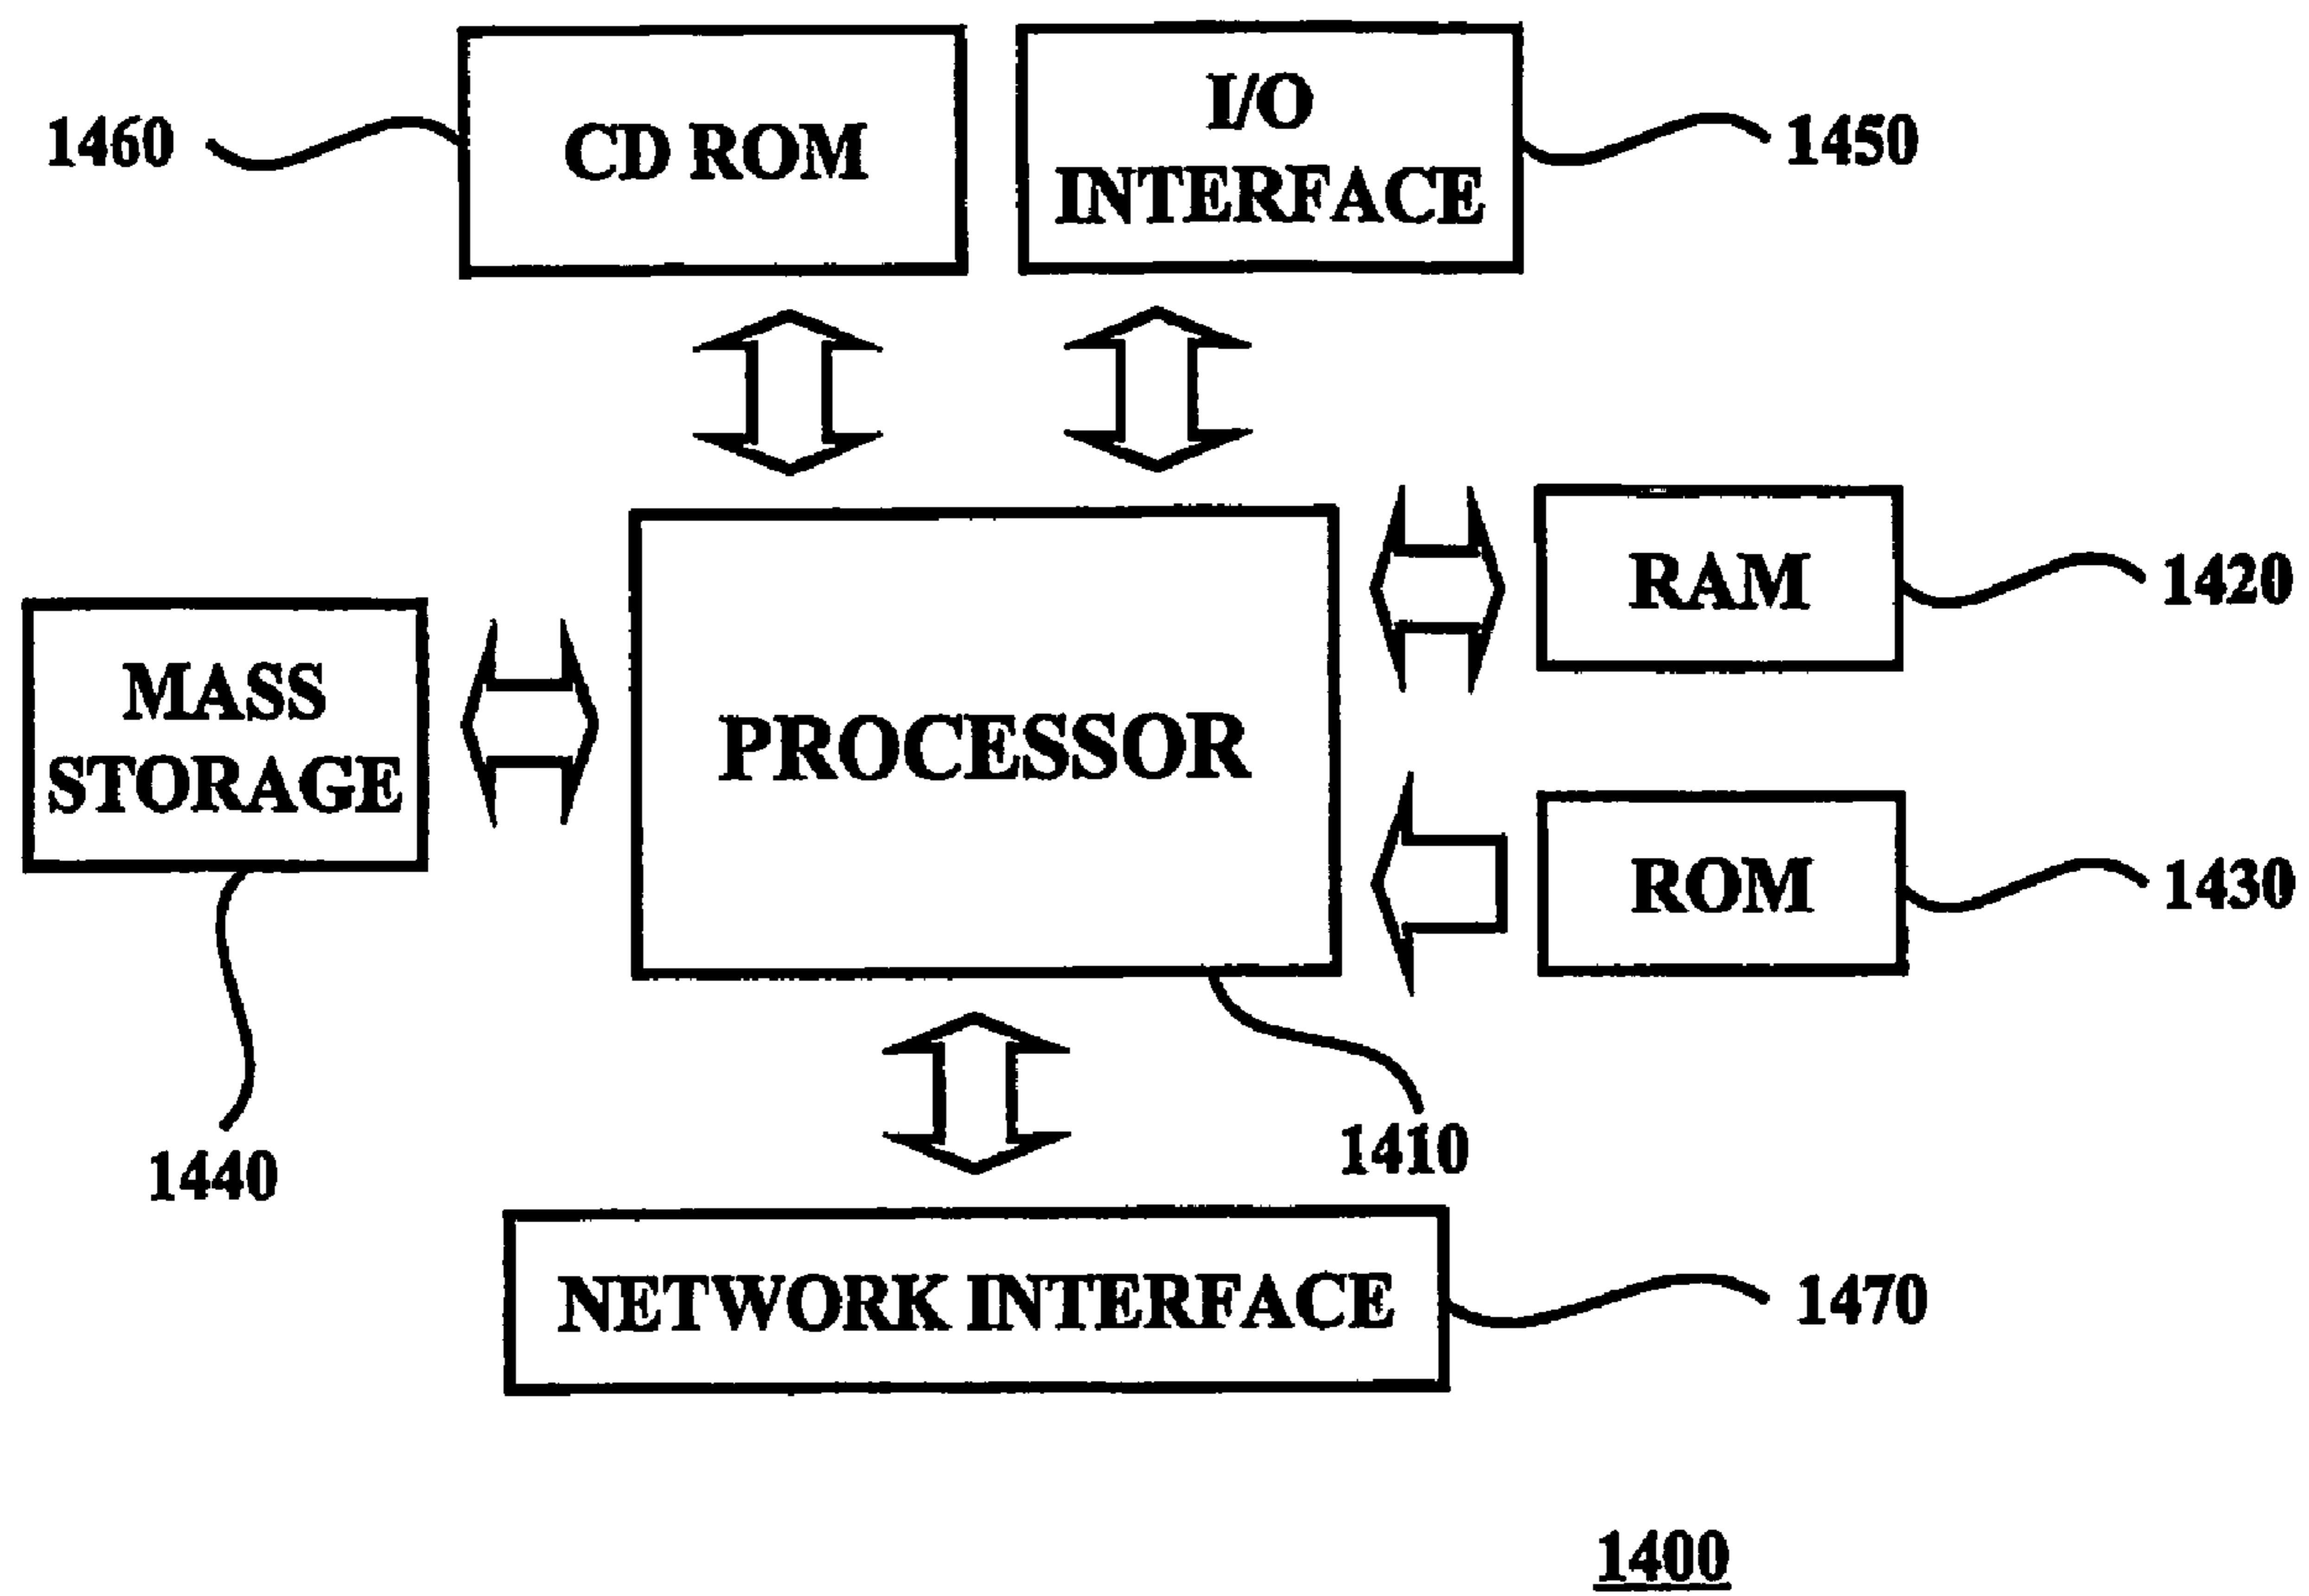 1460
CD ROM
I/O
INTERFACE
1450
RAM
1420
MASS
STORAGE
PROCESSOR
ROM
1430
1440
1410
NETWORK INTERFACE
1470
1400